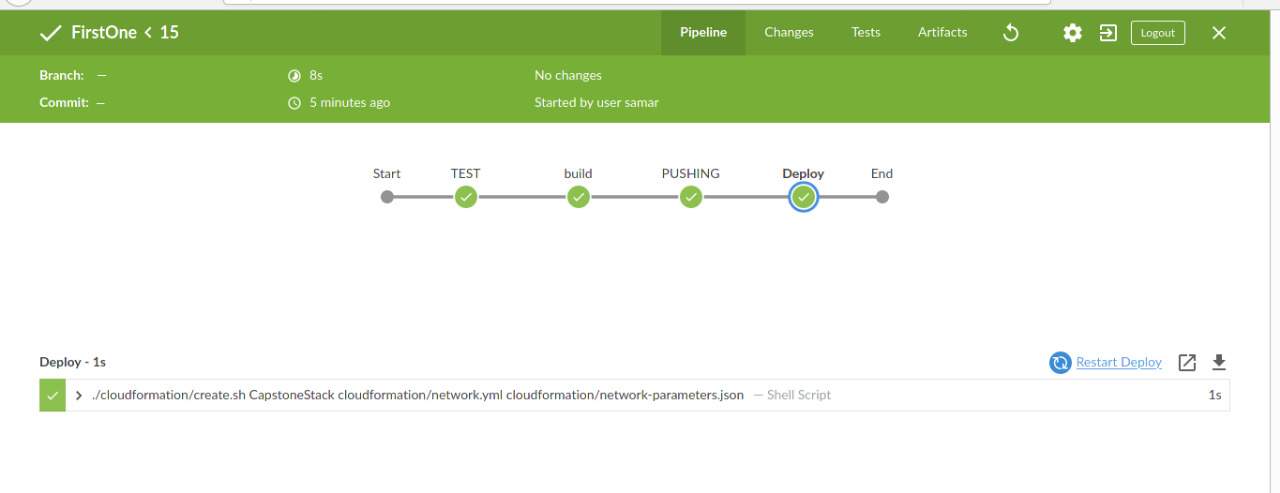 FirstOne < 15 Pipeline Changes Tests Artifacts Logout
Branch: — 8s No changes
Commit: — 5 minutes ago Started by user samar
Start TEST build PUSHING Deploy End
Deploy - 1s Restart Deploy
./cloudformation/create.sh CapstoneStack cloudformation/network.yml cloudformation/network-parameters.json — Shell Script 1s